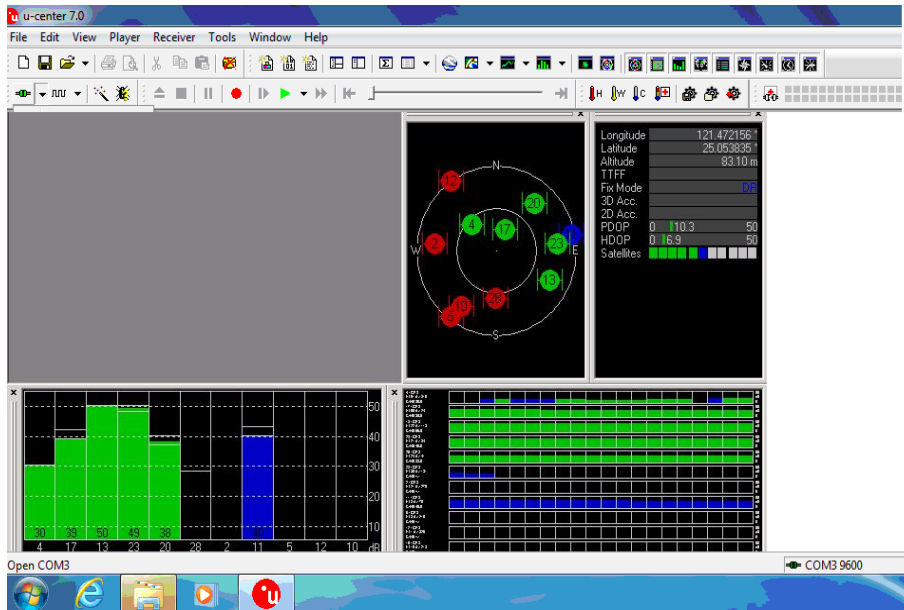 u-center 7.0
File Edit View Player Receiver Tools Window Help
N
12
20
4
17
W
2
23
E
13
10
28
5
S
Longitude 121.472156 °
Latitude 25.053835 °
Altitude 83.10 m
TTFF
Fix Mode DR
3D Acc.
2D Acc.
PDOP 0 10.3 50
HDOP 0 6.9 50
Satellites
50
40
30
20
10
30 39 50 49 38
4 17 13 23 20 28 2 11 5 12 10 dB
Open COM3
COM3 9600